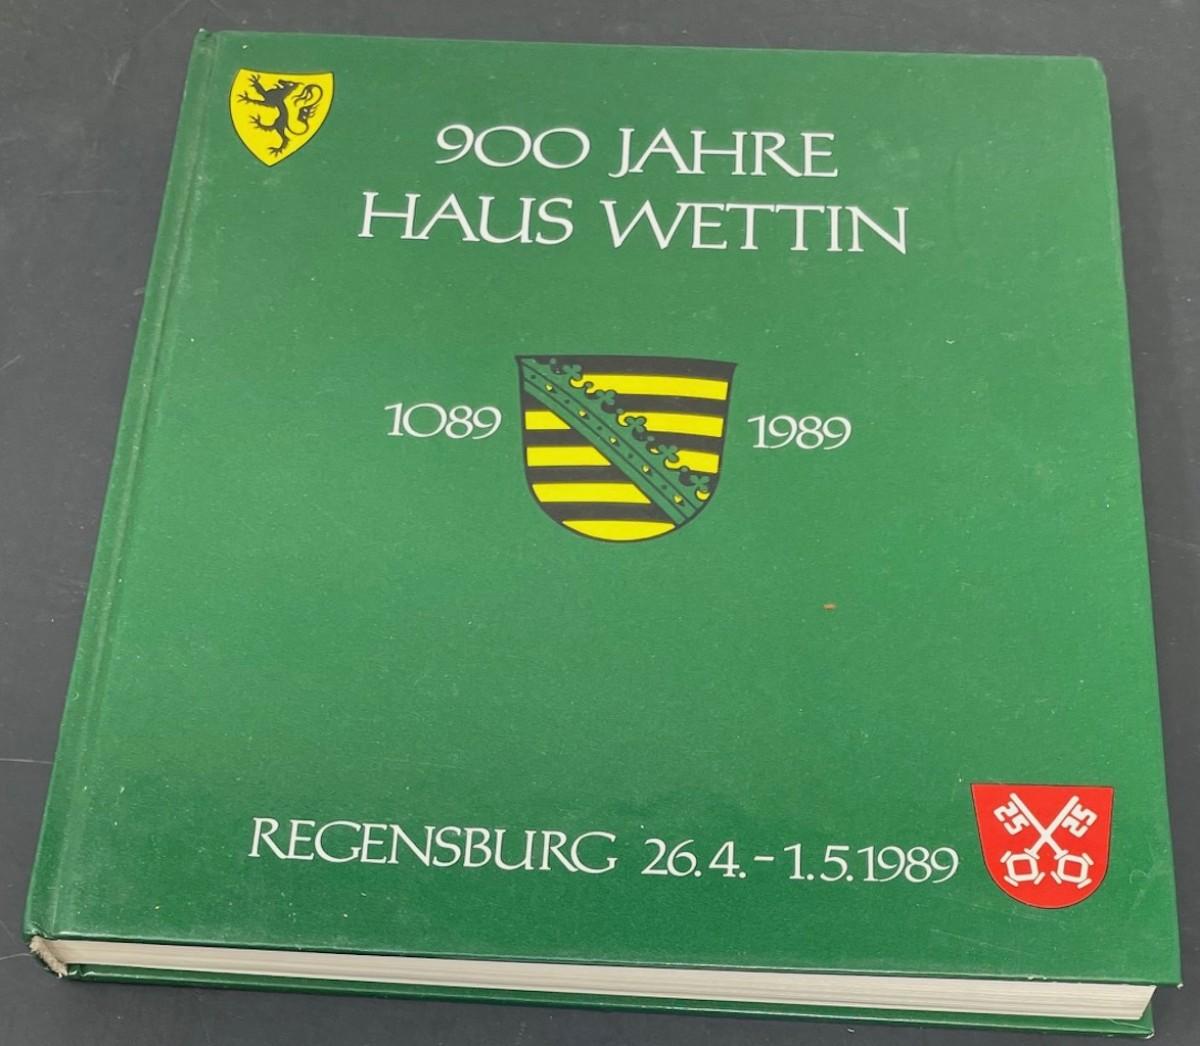 900 JAHRE
HAUS WETTIN
1089 1989
REGENSBURG 26.4.-1.5.1989